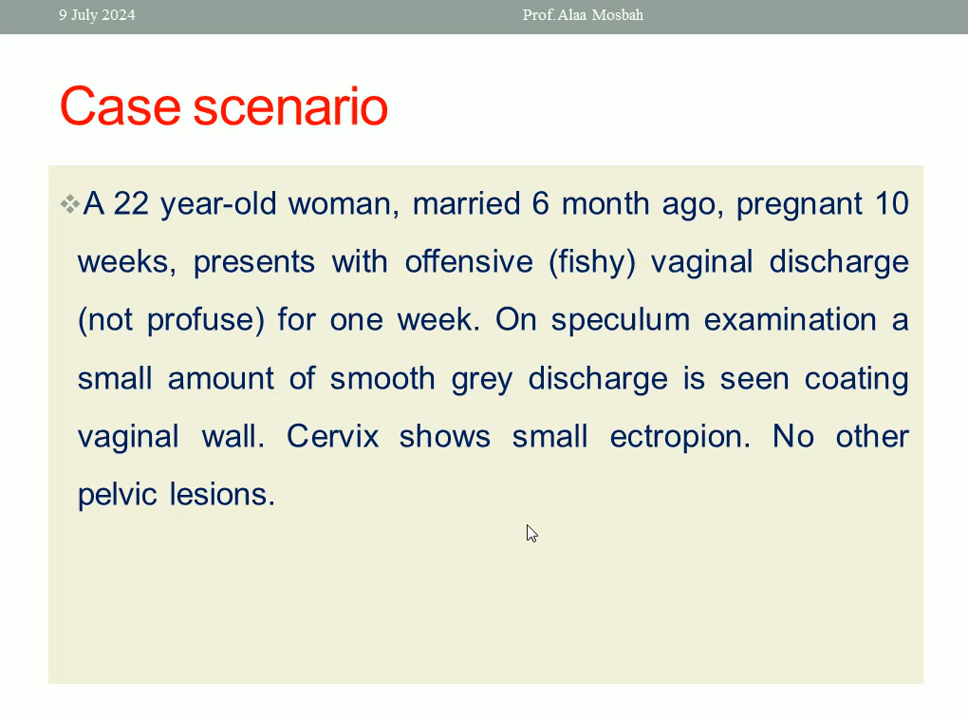 9 July 2024 Prof. Alaa Mosbah
Case scenario
A 22 year-old woman, married 6 month ago, pregnant 10
weeks, presents with offensive (fishy) vaginal discharge
(not profuse) for one week. On speculum examination a
small amount of smooth grey discharge is seen coating
vaginal wall. Cervix shows small ectropion. No other
pelvic lesions.